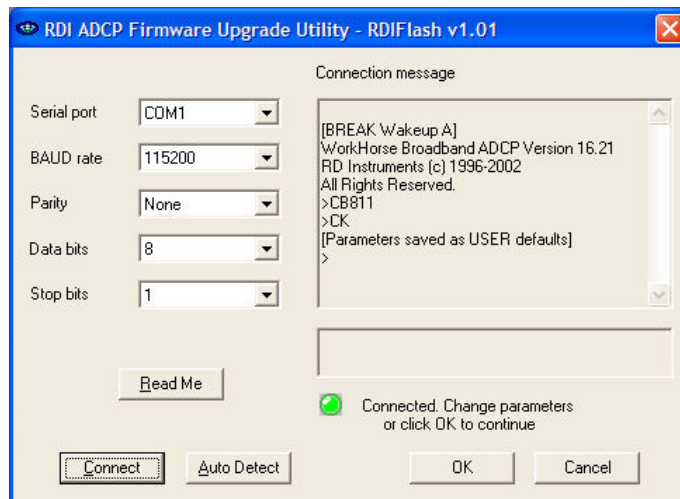 RDI ADCP Firmware Upgrade Utility - RDIFlash v1.01
Connection message
Serial port COM1
BAUD rate 115200
Parity None
Data bits 8
Stop bits 1
[BREAK Wakeup A]
WorkHorse Broadband ADCP Version 16.21
RD Instruments (c) 1996-2002
All Rights Reserved.
>CB811
>CK
[Parameters saved as USER defaults]
>
Read Me
Connected. Change parameters
or click OK to continue
Connect Auto Detect OK Cancel